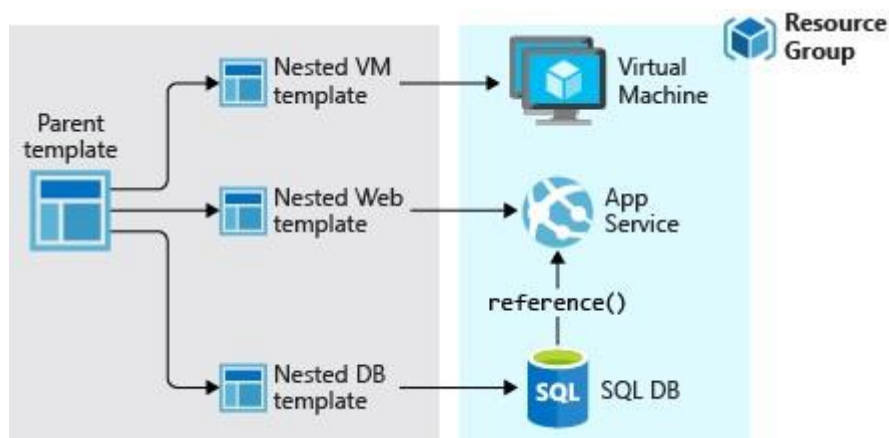 Resource
Group
Nested VM
template
Virtual
Machine
Parent
template
Nested Web
template
App
Service
reference()
Nested DB
template
SQL
SQL DB